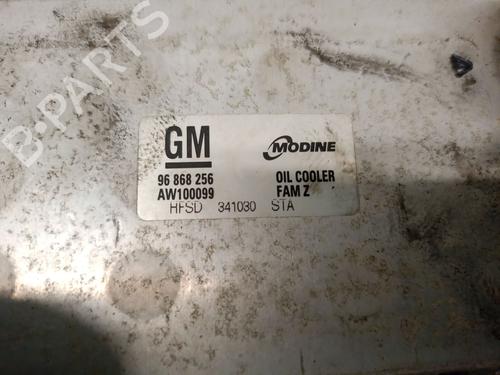 B-PARTS
GM
MODINE
96 868 256
OIL COOLER
AW100099
FAM Z
HFSD 341030 STA